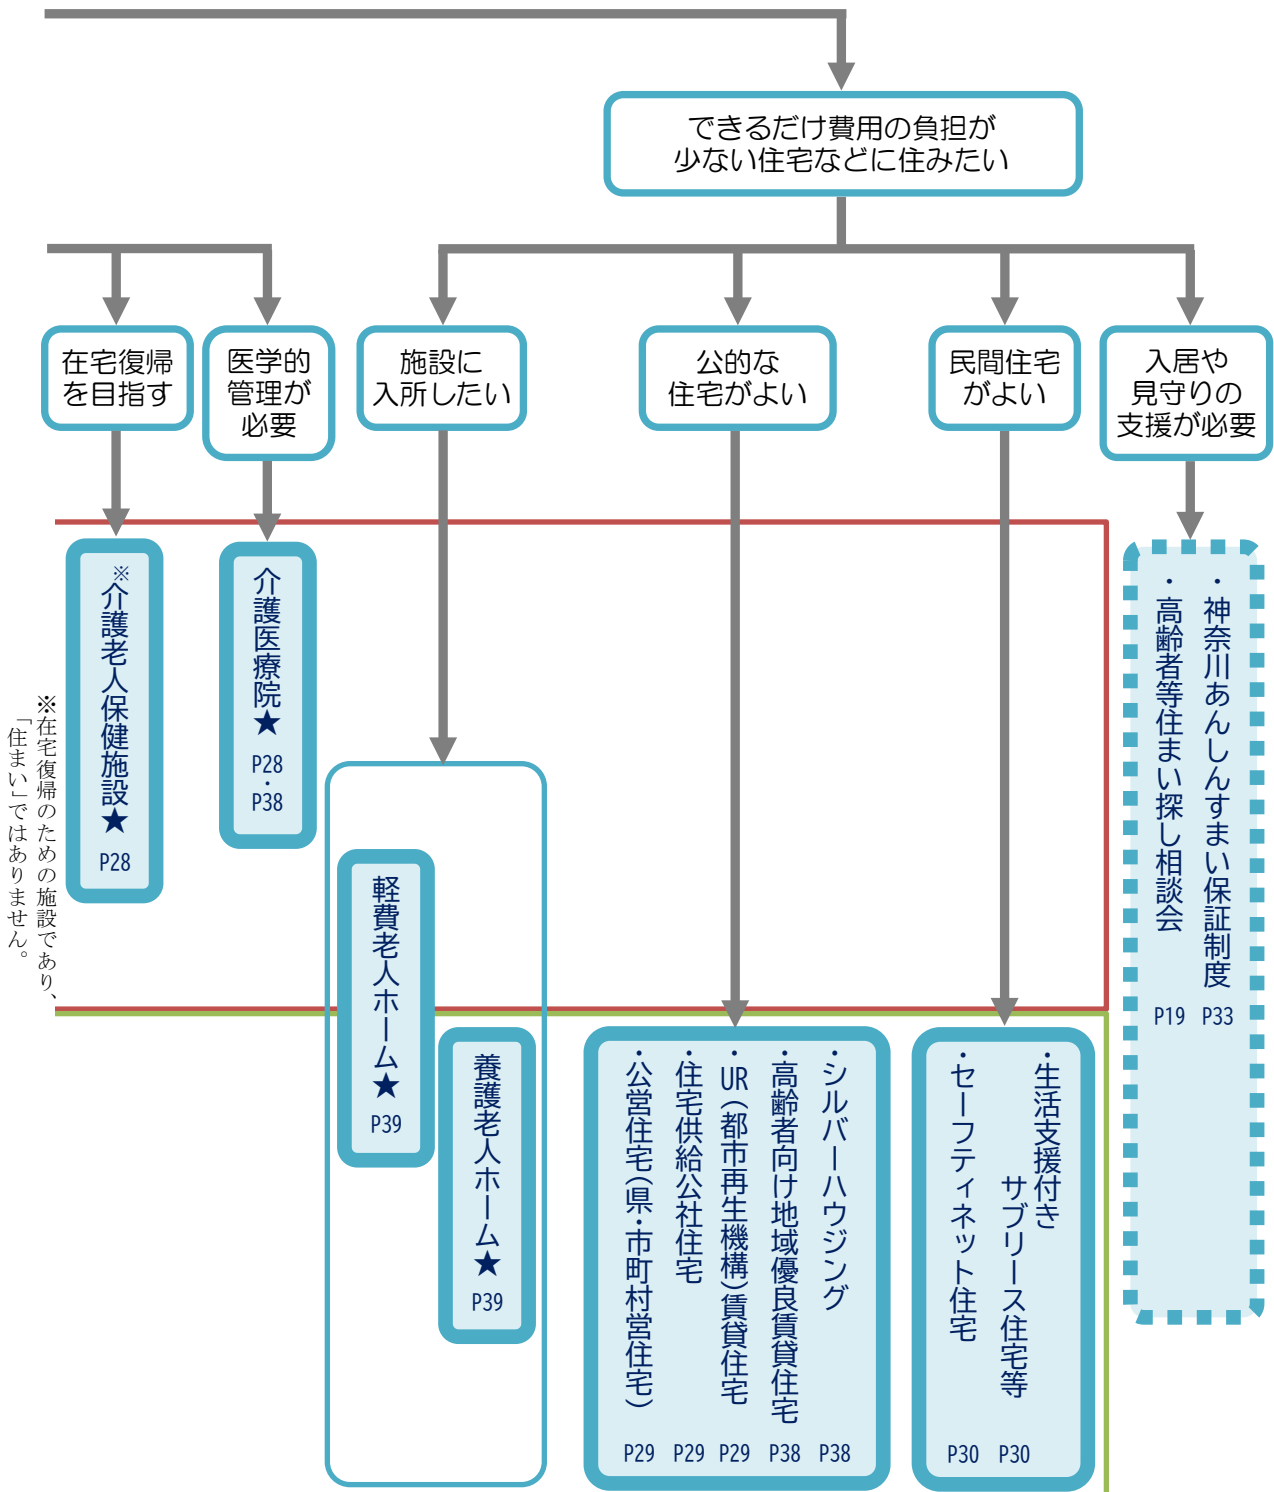 できるだけ費用の負担が
少ない住宅などに住みたい
在宅復帰
を目指す
医学的
管理が
必要
施設に
入所したい
公的な
住宅がよい
民間住宅
がよい
入居や
見守りの
支援が必要
※介護老人保健施設★ P28
※在宅復帰のための施設であり、
「住まい」ではありません。
介護医療院★ P28・P38
軽費老人ホーム★ P39
養護老人ホーム★ P39
・シルバーハウジング P38
・高齢者向け地域優良賃貸住宅 P38
・UR(都市再生機構)賃貸住宅 P29
・住宅供給公社住宅 P29
・公営住宅(県・市町村営住宅) P29
・生活支援付き
サブリース住宅等 P30
・セーフティネット住宅 P30
・神奈川あんしんすまい保証制度 P33
・高齢者等住まい探し相談会 P19